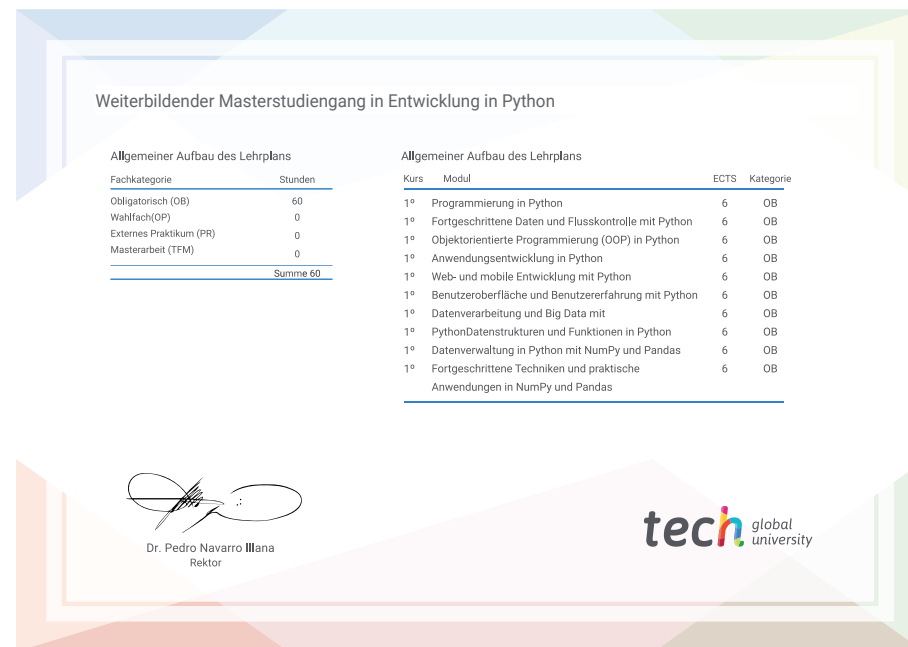 Weiterbildender Masterstudiengang in Entwicklung in Python
Allgemeiner Aufbau des Lehrplans
Fachkategorie Stunden
Obligatorisch (OB) 60
Wahlfach(OP) 0
Externes Praktikum (PR) 0
Masterarbeit (TFM) 0
Summe 60
Allgemeiner Aufbau des Lehrplans
Kurs Modul ECTS Kategorie
1º Programmierung in Python 6 OB
1º Fortgeschrittene Daten und Flusskontrolle mit Python 6 OB
1º Objektorientierte Programmierung (OOP) in Python 6 OB
1º Anwendungsentwicklung in Python 6 OB
1º Web- und mobile Entwicklung mit Python 6 OB
1º Benutzeroberfläche und Benutzererfahrung mit Python 6 OB
1º Datenverarbeitung und Big Data mit 6 OB
1º PythonDatenstrukturen und Funktionen in Python 6 OB
1º Datenverwaltung in Python mit NumPy und Pandas 6 OB
1º Fortgeschrittene Techniken und praktische 6 OB
Anwendungen in NumPy und Pandas
Dr. Pedro Navarro Illana
Rektor
tech global
university